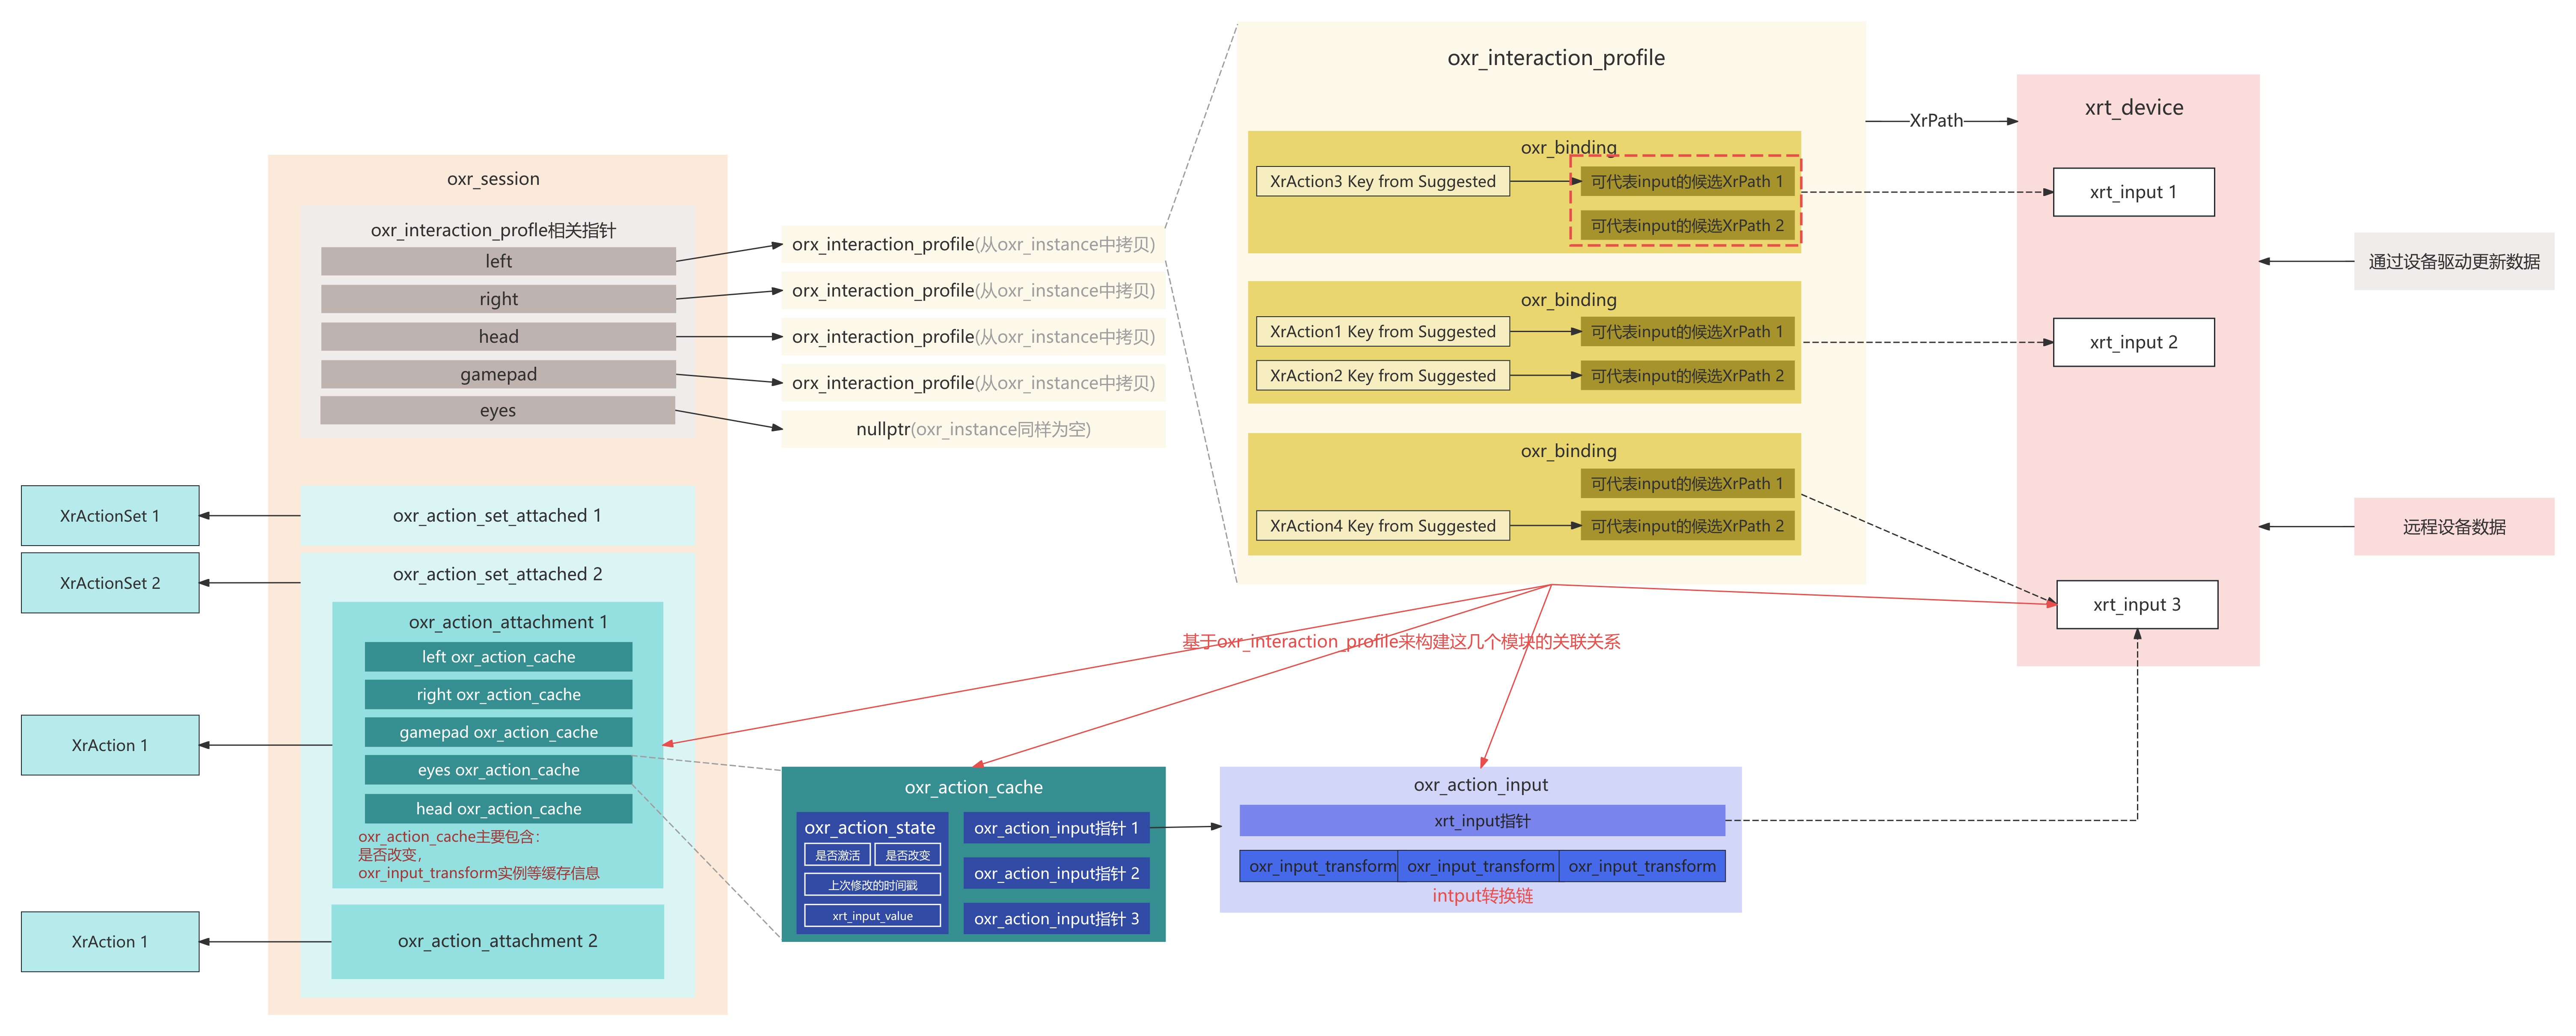 oxr_session
oxr_interaction_profle相关指针
left
right
head
gamepad
eyes
orx_interaction_profile(从oxr_instance中拷贝)
orx_interaction_profile(从oxr_instance中拷贝)
orx_interaction_profile(从oxr_instance中拷贝)
orx_interaction_profile(从oxr_instance中拷贝)
nullptr(oxr_instance同样为空)
oxr_interaction_profile
oxr_binding
XrAction3 Key from Suggested
可代表input的候选XrPath 1
可代表input的候选XrPath 2
oxr_binding
XrAction1 Key from Suggested
可代表input的候选XrPath 1
XrAction2 Key from Suggested
可代表input的候选XrPath 2
oxr_binding
可代表input的候选XrPath 1
XrAction4 Key from Suggested
可代表input的候选XrPath 2
XrPath
xrt_device
xrt_input 1
xrt_input 2
xrt_input 3
通过设备驱动更新数据
远程设备数据
XrActionSet 1
oxr_action_set_attached 1
XrActionSet 2
oxr_action_set_attached 2
oxr_action_attachment 1
left oxr_action_cache
right oxr_action_cache
gamepad oxr_action_cache
eyes oxr_action_cache
head oxr_action_cache
oxr_action_cache主要包含：
是否改变，
oxr_input_transform实例等缓存信息
XrAction 1
oxr_action_attachment 2
XrAction 1
基于oxr_interaction_profile来构建这几个模块的关联关系
oxr_action_cache
oxr_action_state
是否激活
是否改变
上次修改的时间戳
xrt_input_value
oxr_action_input指针 1
oxr_action_input指针 2
oxr_action_input指针 3
oxr_action_input
xrt_input指针
oxr_input_transform
oxr_input_transform
oxr_input_transform
intput转换链